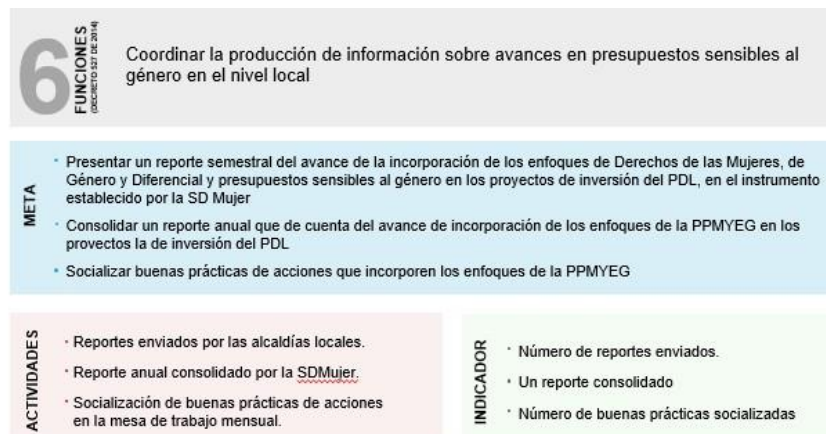 6
FUNCIONES
(DECRETO 527 DE 2014)
Coordinar la producción de información sobre avances en presupuestos sensibles al
género en el nivel local
META
· Presentar un reporte semestral del avance de la incorporación de los enfoques de Derechos de las Mujeres, de
Género y Diferencial y presupuestos sensibles al género en los proyectos de inversión del PDL, en el instrumento
establecido por la SD Mujer
· Consolidar un reporte anual que de cuenta del avance de incorporación de los enfoques de la PPMYEG en los
provectos la de inversión del PDL
· Socializar buenas prácticas de acciones que incorporen los enfoques de la PPMYEG
ACTIVIDADES
· Reportes enviados por las alcaldías locales.
· Reporte anual consolidado por la SDMujer.
· Socialización de buenas prácticas de acciones
en la mesa de trabajo mensual.
INDICADOR
· Número de reportes enviados.
· Un reporte consolidado
· Número de buenas prácticas socializadas